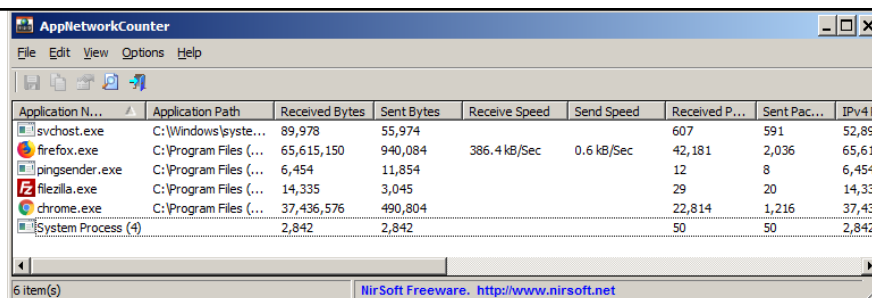 AppNetworkCounter
File Edit View Options Help
Application N... Application Path Received Bytes Sent Bytes Receive Speed Send Speed Received P... Sent Pac... IPv4
svchost.exe C:\Windows\syste... 89,978 55,974 607 591 52,89
firefox.exe C:\Program Files (... 65,615,150 940,084 386.4 kB/Sec 0.6 kB/Sec 42,181 2,036 65,61
pingsender.exe C:\Program Files (... 6,454 11,854 12 8 6,454
filezilla.exe C:\Program Files (... 14,335 3,045 29 20 14,33
chrome.exe C:\Program Files (... 37,436,576 490,804 22,814 1,216 37,43
System Process (4) 2,842 2,842 50 50 2,842
6 item(s) NirSoft Freeware. http://www.nirsoft.net